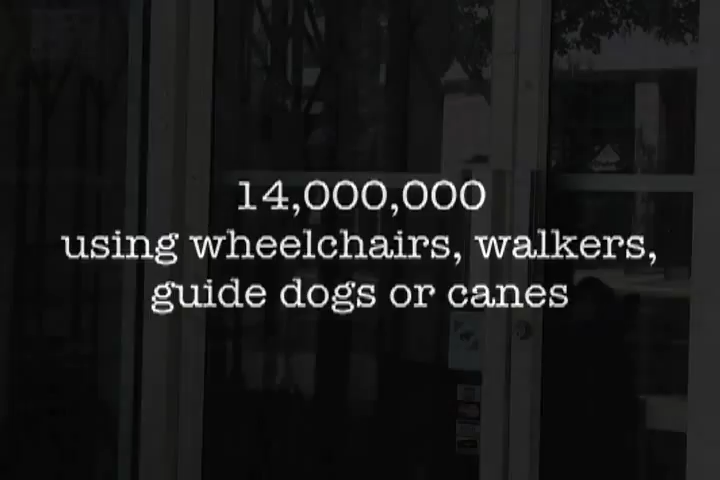 14,000,000
using wheelchairs, walkers,
guide dogs or canes